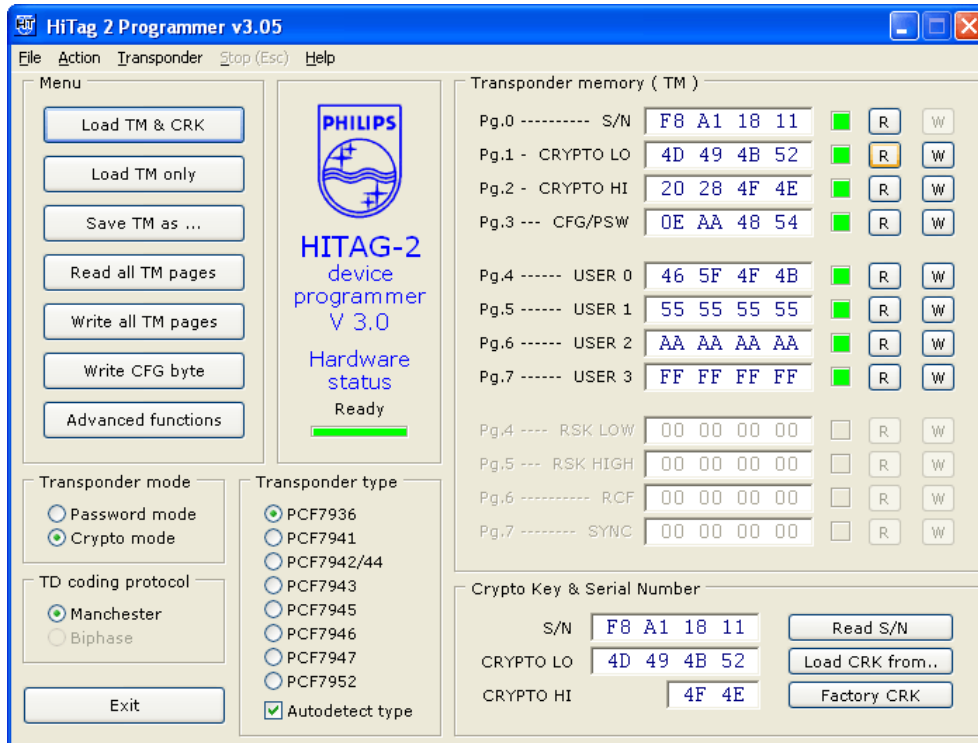 HiTag 2 Programmer v3.05
File Action Transponder Stop (Esc) Help
Menu
Load TM & CRK
Load TM only
Save TM as ...
Read all TM pages
Write all TM pages
Write CFG byte
Advanced functions
PHILIPS
HITAG-2
device
programmer
V 3.0
Hardware
status
Ready
Transponder memory ( TM )
Pg.0 ---------- S/N F8 A1 18 11 R W
Pg.1 - CRYPTO LO 4D 49 4B 52 R W
Pg.2 - CRYPTO HI 20 28 4F 4E R W
Pg.3 --- CFG/PSW 0E AA 48 54 R W
Pg.4 ------ USER 0 46 5F 4F 4B R W
Pg.5 ------ USER 1 55 55 55 55 R W
Pg.6 ------ USER 2 AA AA AA AA R W
Pg.7 ------ USER 3 FF FF FF FF R W
Pg.4 ---- RSK LOW 00 00 00 00 R W
Pg.5 --- RSK HIGH 00 00 00 00 R W
Pg.6 ---------- RCF 00 00 00 00 R W
Pg.7 -------- SYNC 00 00 00 00 R W
Transponder mode
Password mode
Crypto mode
TD coding protocol
Manchester
Biphase
Exit
Transponder type
PCF7936
PCF7941
PCF7942/44
PCF7943
PCF7945
PCF7946
PCF7947
PCF7952
Autodetect type
Crypto Key & Serial Number
S/N F8 A1 18 11 Read S/N
CRYPTO LO 4D 49 4B 52 Load CRK from..
CRYPTO HI 4F 4E Factory CRK